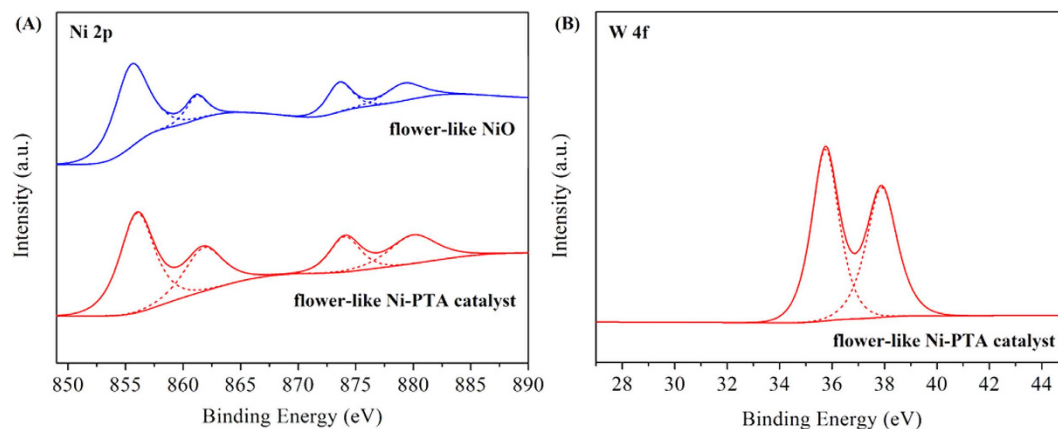 (A)
Ni 2p
flower-like NiO
flower-like Ni-PTA catalyst
Intensity (a.u.)
850 855 860 865 870 875 880 885 890
Binding Energy (eV)
(B)
W 4f
flower-like Ni-PTA catalyst
Intensity (a.u.)
28 30 32 34 36 38 40 42 44
Binding Energy (eV)